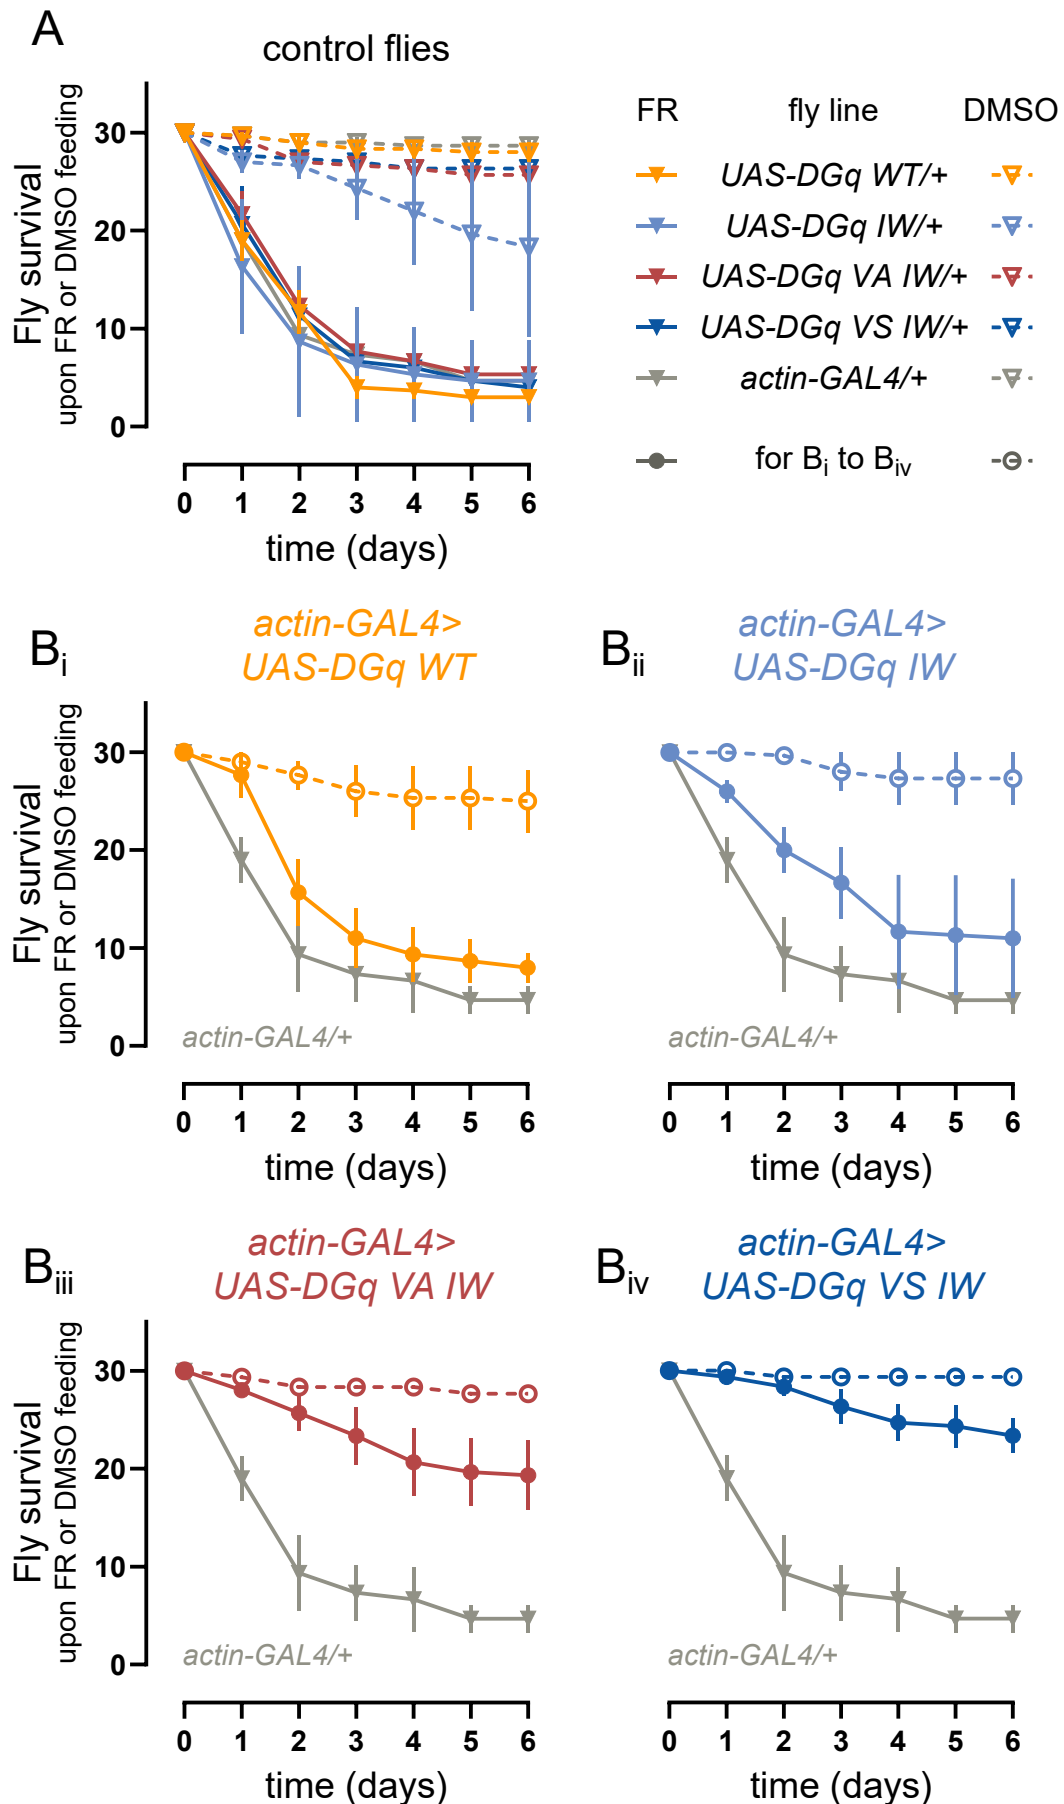 A
control flies
Fly survival
upon FR or DMSO feeding
30
20
10
0
0 1 2 3 4 5 6
time (days)
FR fly line DMSO
UAS-DGq WT/+
UAS-DGq IW/+
UAS-DGq VA IW/+
UAS-DGq VS IW/+
actin-GAL4/+
for Bi to Biv
Bi
actin-GAL4>
UAS-DGq WT
Fly survival
upon FR or DMSO feeding
30
20
10
0
actin-GAL4/+
0 1 2 3 4 5 6
time (days)
Bii
actin-GAL4>
UAS-DGq IW
actin-GAL4/+
0 1 2 3 4 5 6
time (days)
Biii
actin-GAL4>
UAS-DGq VA IW
Fly survival
upon FR or DMSO feeding
30
20
10
0
actin-GAL4/+
0 1 2 3 4 5 6
time (days)
Biv
actin-GAL4>
UAS-DGq VS IW
actin-GAL4/+
0 1 2 3 4 5 6
time (days)